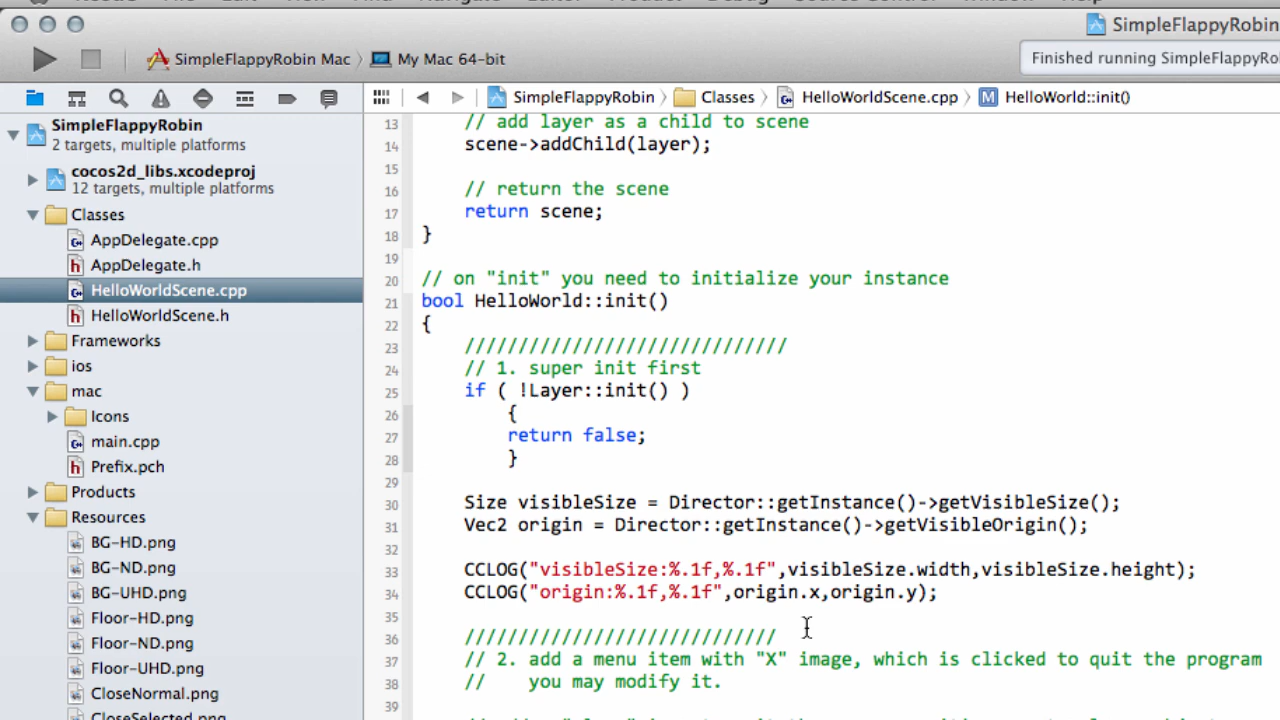 SimpleFlappyRobin
SimpleFlappyRobin Mac 〉 My Mac 64-bit
Finished running SimpleFlappyRo
SimpleFlappyRobin 〉 Classes 〉 HelloWorldScene.cpp 〉 M HelloWorld::init()
SimpleFlappyRobin
2 targets, multiple platforms
cocos2d_libs.xcodeproj
12 targets, multiple platforms
Classes
AppDelegate.cpp
AppDelegate.h
HelloWorldScene.cpp
HelloWorldScene.h
Frameworks
ios
mac
Icons
main.cpp
Prefix.pch
Products
Resources
BG-HD.png
BG-ND.png
BG-UHD.png
Floor-HD.png
Floor-ND.png
Floor-UHD.png
CloseNormal.png
CloseSelected.png
13 // add layer as a child to scene
14 scene->addChild(layer);
15
16 // return the scene
17 return scene;
18 }
19
20 // on "init" you need to initialize your instance
21 bool HelloWorld::init()
22 {
23 //////////////////////////////
24 // 1. super init first
25 if ( !Layer::init() )
26 {
27 return false;
28 }
29
30 Size visibleSize = Director::getInstance()->getVisibleSize();
31 Vec2 origin = Director::getInstance()->getVisibleOrigin();
32
33 CCLOG("visibleSize:%.1f,%.1f",visibleSize.width,visibleSize.height);
34 CCLOG("origin:%.1f,%.1f",origin.x,origin.y);
35
36 /////////////////////////////
37 // 2. add a menu item with "X" image, which is clicked to quit the program
38 //    you may modify it.
39